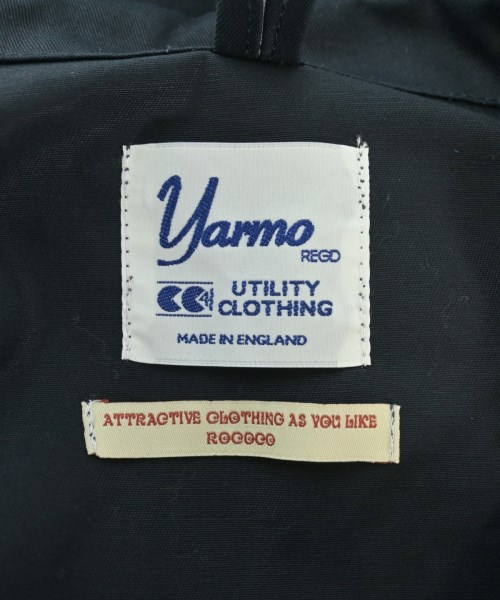 Yarmo
REGD
CC41 UTILITY
CLOTHING
MADE IN ENGLAND
ATTRACTIVE CLOTHING AS YOU LIKE
ROCOCO